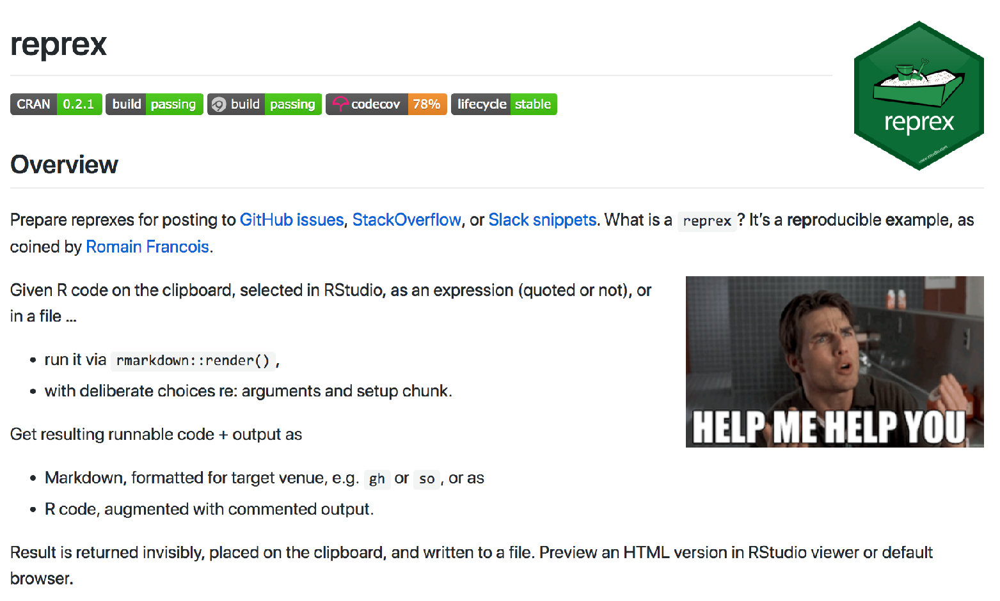 reprex
CRAN 0.2.1 build passing build passing codecov 78% lifecycle stable
reprex
www.rstudio.com
Overview
Prepare reprexes for posting to GitHub issues, StackOverflow, or Slack snippets. What is a reprex ? It’s a reproducible example, as
coined by Romain Francois.
Given R code on the clipboard, selected in RStudio, as an expression (quoted or not), or
in a file ...
• run it via rmarkdown::render() ,
• with deliberate choices re: arguments and setup chunk.
HELP ME HELP YOU
Get resulting runnable code + output as
• Markdown, formatted for target venue, e.g. gh or so , or as
• R code, augmented with commented output.
Result is returned invisibly, placed on the clipboard, and written to a file. Preview an HTML version in RStudio viewer or default
browser.